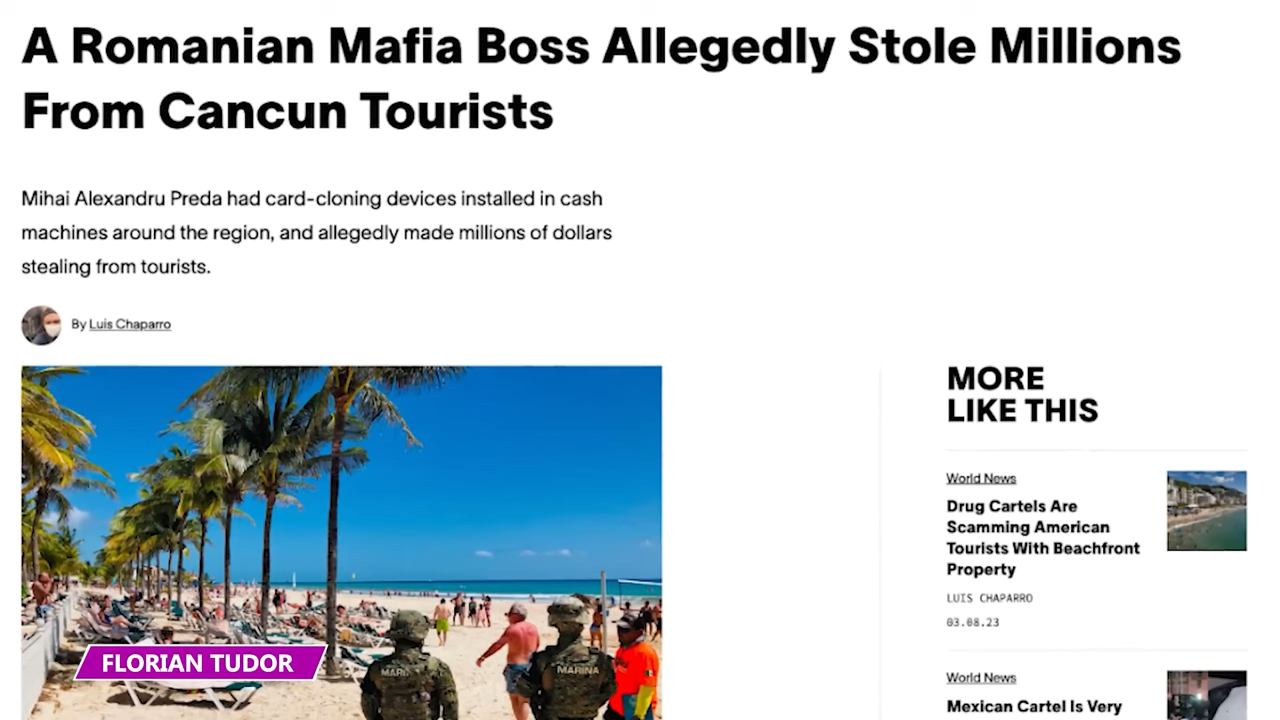 A Romanian Mafia Boss Allegedly Stole Millions
From Cancun Tourists
Mihai Alexandru Preda had card-cloning devices installed in cash
machines around the region, and allegedly made millions of dollars
stealing from tourists.
By Luis Chaparro
MORE
LIKE THIS
World News
Drug Cartels Are
Scamming American
Tourists With Beachfront
Property
LUIS CHAPARRO
03.08.23
World News
Mexican Cartel Is Very
MARINA
FLORIAN TUDOR